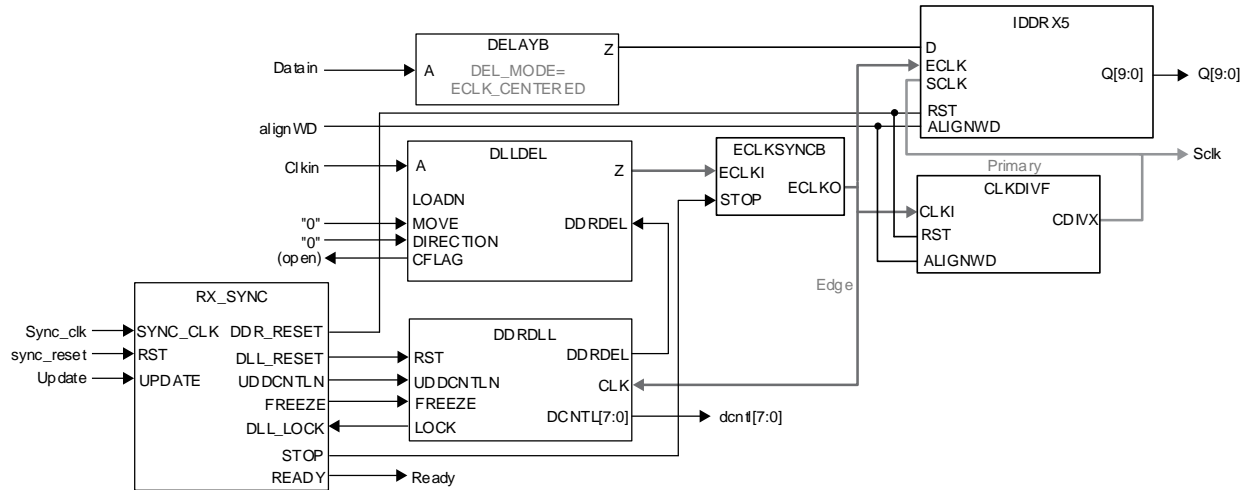 IDDRX5
D
ECLK
SCLK
RST
ALIGNWD
Q[9:0]
Q[9:0]
DELAYB
A
Z
DEL_MODE=
ECLK_CENTERED
Datain
alignWD
Clkin
DLLDEL
A
Z
LOADN
MOVE
DIRECTION
CFLAG
DDRDEL
"0"
"0"
(open)
ECLKSYNCB
ECLKI
ECLKO
STOP
Sclk
Primary
CLKDIVF
CLKI
CDIVX
RST
ALIGNWD
Edge
RX_SYNC
SYNC_CLK
DDR_RESET
RST
DLL_RESET
UPDATE
UDDCNTLN
FREEZE
DLL_LOCK
STOP
READY
Sync_clk
sync_reset
Update
Ready
DDRDLL
DDRDEL
RST
CLK
UDDCNTLN
FREEZE
DCNTL[7:0]
LOCK
dcntl[7:0]